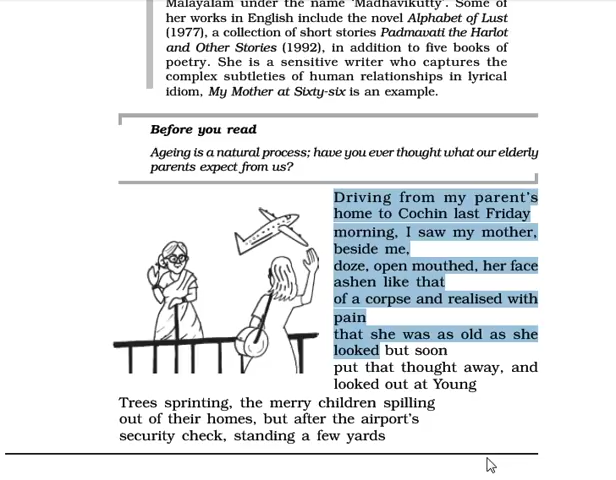 Malayalam under the name 'Madhavikutty'. Some of
her works in English include the novel Alphabet of Lust
(1977), a collection of short stories Padmavati the Harlot
and Other Stories (1992), in addition to five books of
poetry. She is a sensitive writer who captures the
complex subtleties of human relationships in lyrical
idiom, My Mother at Sixty-six is an example.
Before you read
Ageing is a natural process; have you ever thought what our elderly
parents expect from us?
Driving from my parent's
home to Cochin last Friday
morning, I saw my mother,
beside me,
doze, open mouthed, her face
ashen like that
of a corpse and realised with
pain
that she was as old as she
looked but soon
put that thought away, and
looked out at Young
Trees sprinting, the merry children spilling
out of their homes, but after the airport's
security check, standing a few yards